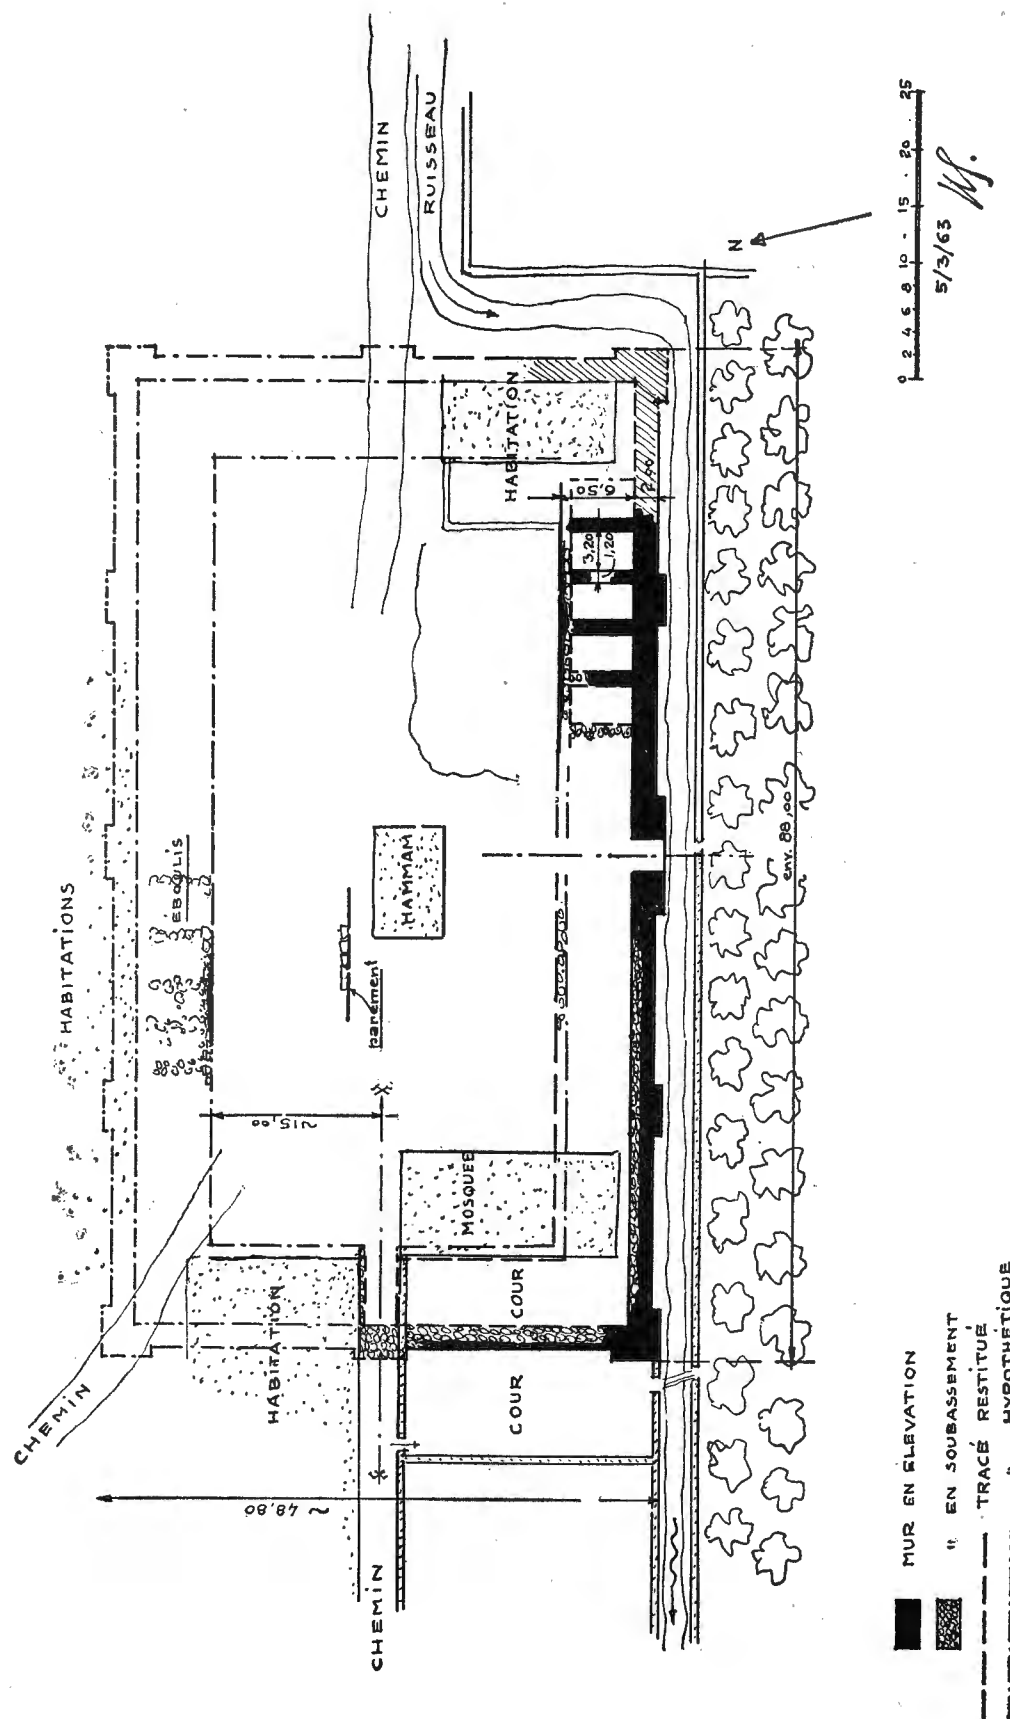 CHEMIN
RUISSEAU
0 2 4 6 8 10 - 15 - 20 - 25
5/3/63
N
HABITATION
6,50
2,40
3,20
1,20
HABITATIONS
EBOULIS
HAMMAM
parement
env. 88,00
~15,00
MOSQUEE
CHEMIN
HABITATION
COUR
COUR
~ 48,80
CHEMIN
MUR EN ELEVATION
" EN SOUBASSEMENT
TRACÉ RESTITUÉ
" HYPOTHÉTIQUE